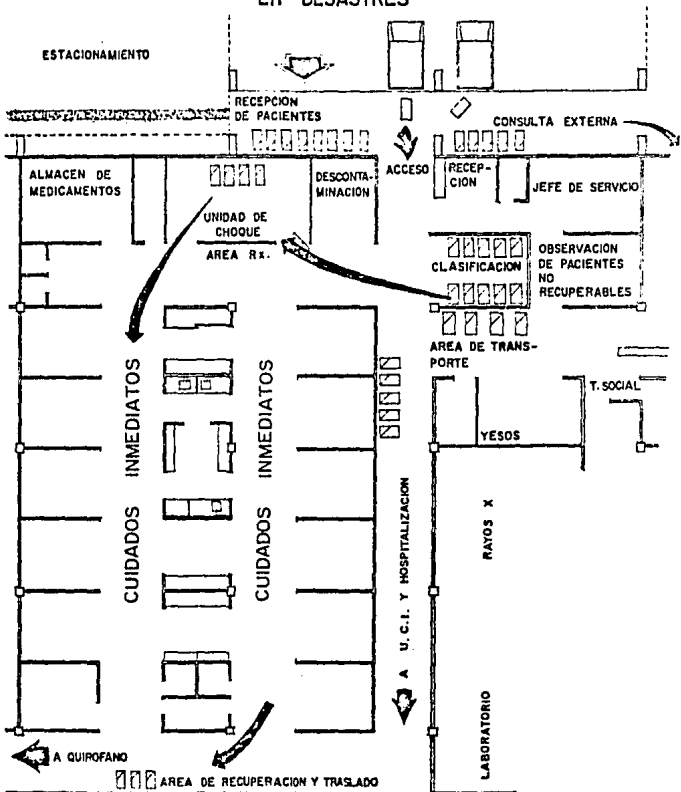 EN DESASTRES
ESTACIONAMIENTO
RECEPCION
DE PACIENTES
CONSULTA EXTERNA
ALMACEN DE
MEDICAMENTOS
DESCONTA-
MINACIÓN
ACCESO
RECEP-
CION
JEFE DE SERVICIO
UNIDAD DE
CHOQUE
AREA Rx.
CLASIFICACION
OBSERVACIÓN
DE PACIENTES
NO
RECUPERABLES
AREA DE TRANS-
PORTE
T. SOCIAL
YESOS
CUIDADOS INMEDIATOS
CUIDADOS INMEDIATOS
A U.C.I. Y HOSPITALIZACION
RAYOS X
LABORATORIO
A QUIROFANO
AREA DE RECUPERACION Y TRASLADO